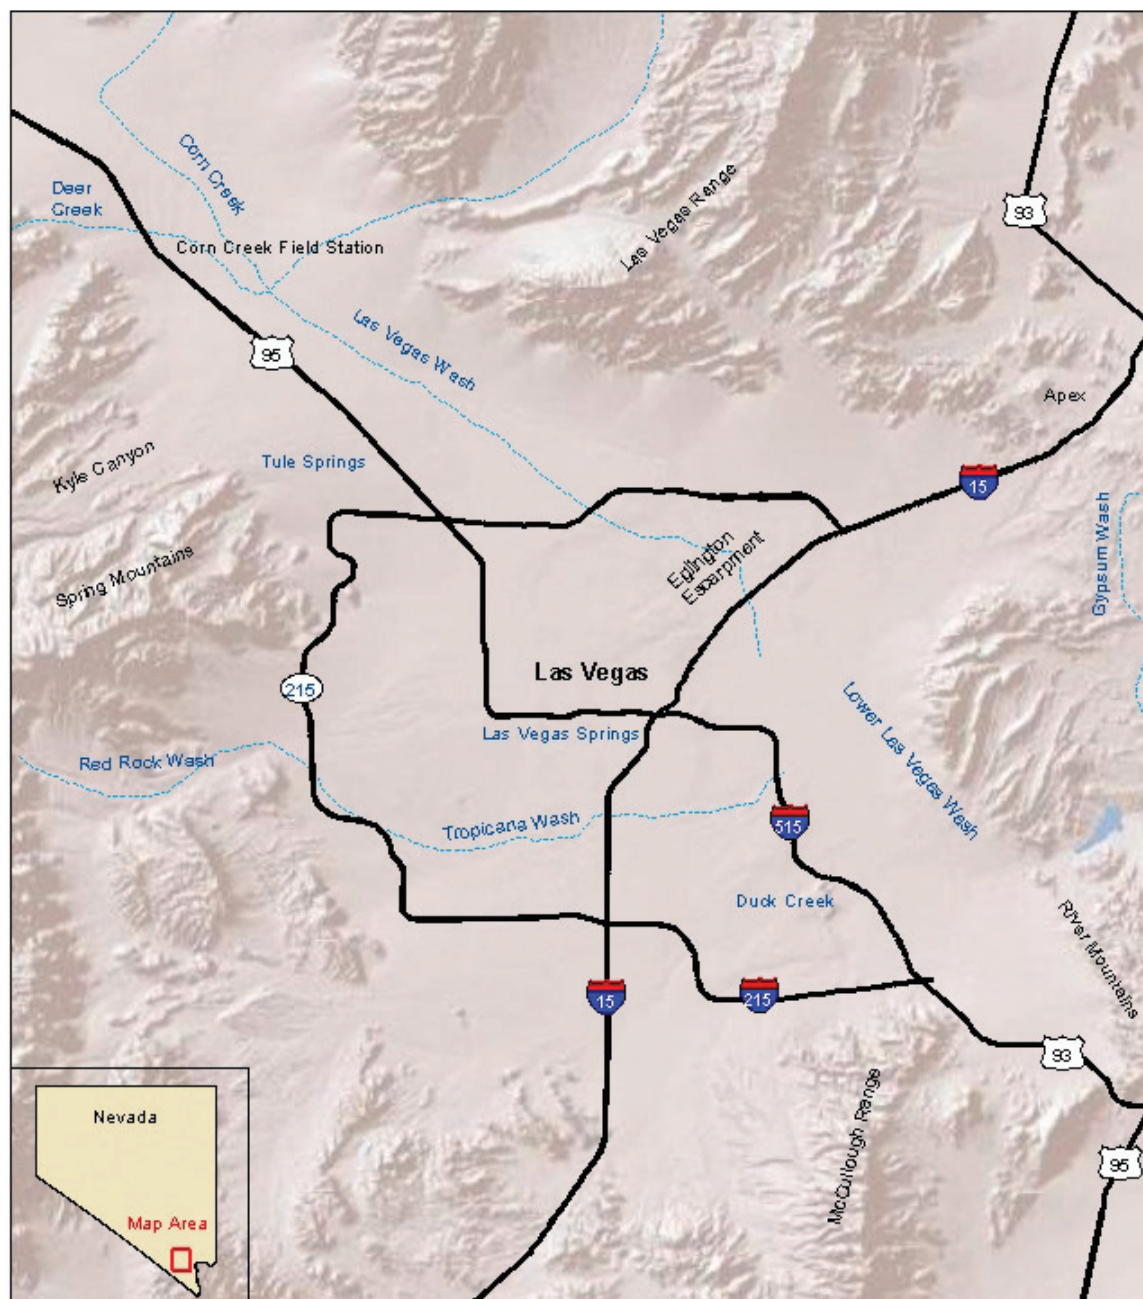 Corn Creek
Deer
Creek
Corn Creek Field Station
Las Vegas Range
93
Las Vegas Wash
95
Apex
Kyle Canyon
Tule Springs
15
Spring Mountains
Eglington
Escarpment
Gypsum Wash
Las Vegas
215
Las Vegas Springs
Lower Las Vegas Wash
Red Rock Wash
Tropicana Wash
515
Duck Creek
River Mountains
15
215
93
McCullough Range
95
Nevada
Map Area